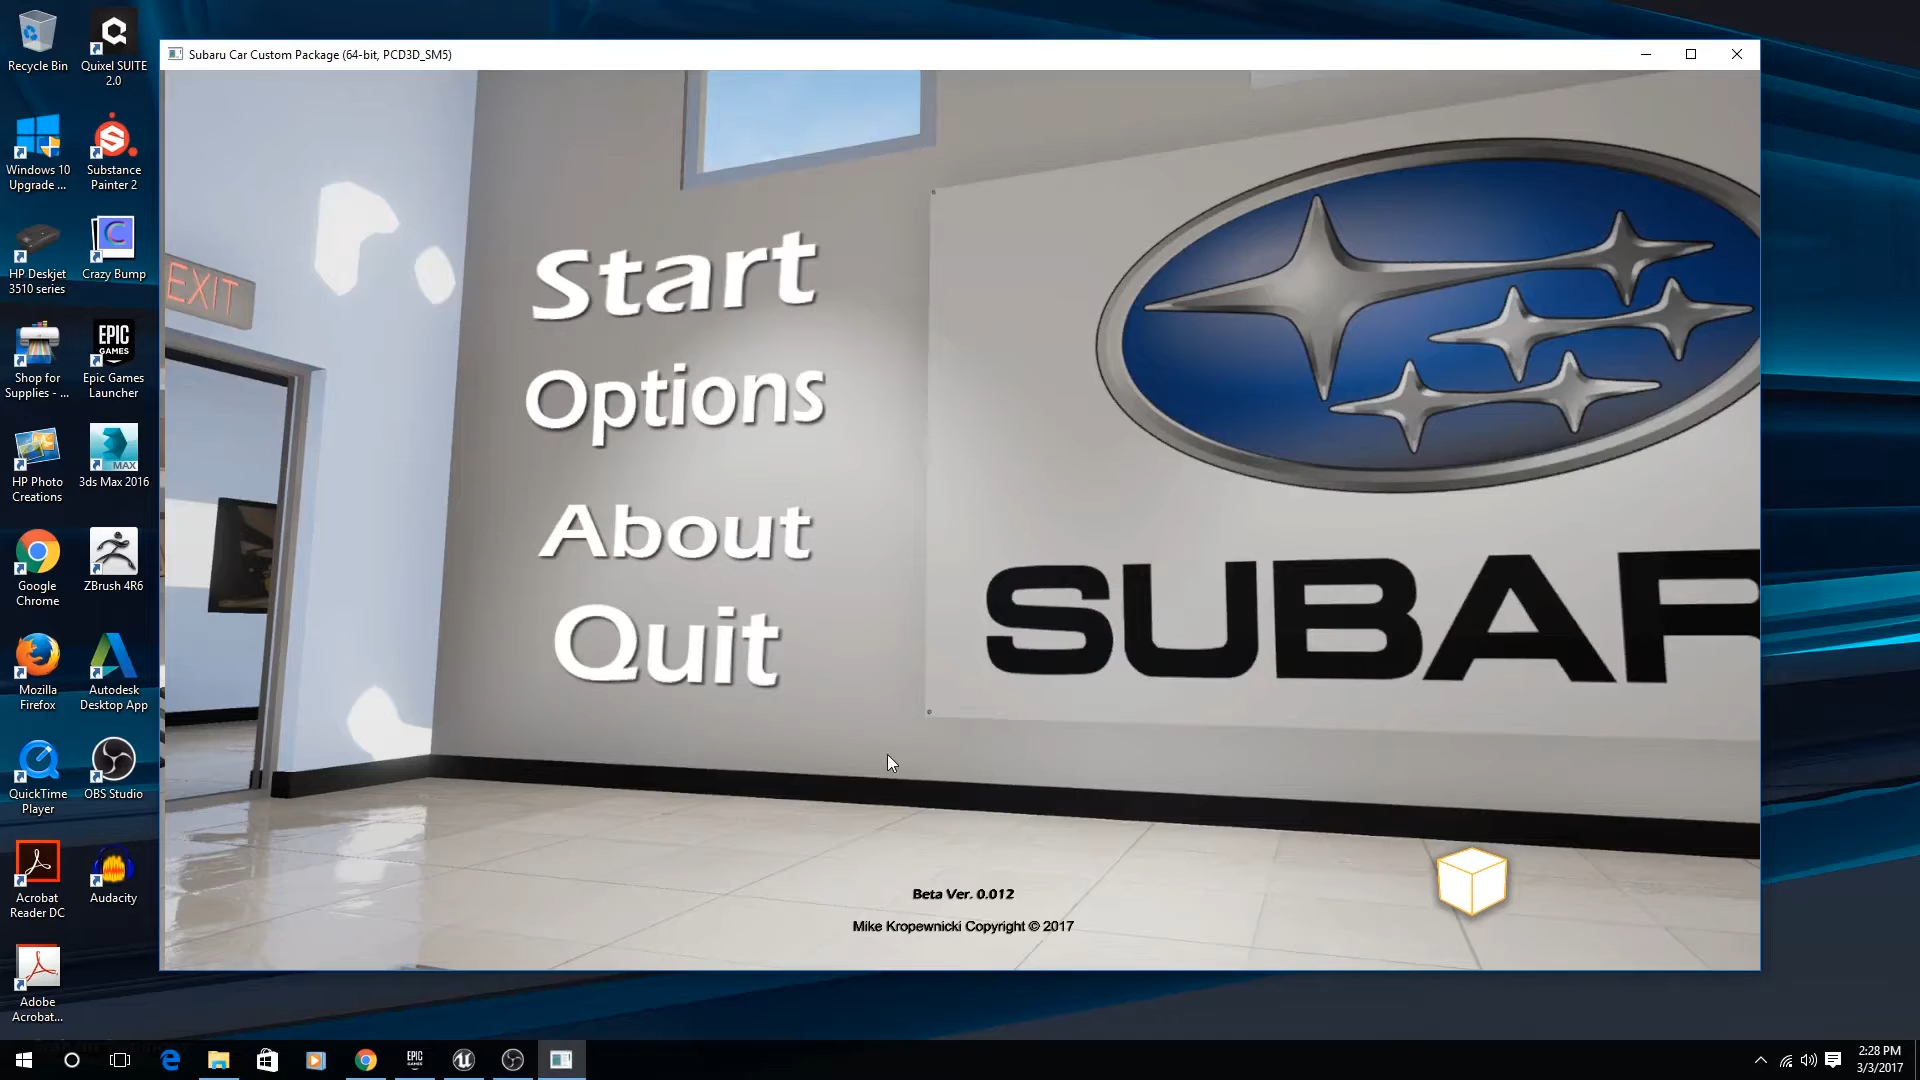 Recycle Bin
Quixel SUITE
2.0
Windows 10
Upgrade ...
Substance
Painter 2
HP Deskjet
3510 series
Crazy Bump
Shop for
Supplies - ...
EPIC
GAMES
Epic Games
Launcher
HP Photo
Creations
MAX
3ds Max 2016
Google
Chrome
ZBrush 4R6
Mozilla
Firefox
Autodesk
Desktop App
QuickTime
Player
OBS Studio
Acrobat
Reader DC
Audacity
Adobe
Acrobat...
Subaru Car Custom Package (64-bit, PCD3D_SM5)
EXIT
Start
Options
About
Quit
SUBAR
Beta Ver. 0.012
Mike Kropewnicki Copyright © 2017
EPIC
GAMES
2:28 PM
3/3/2017